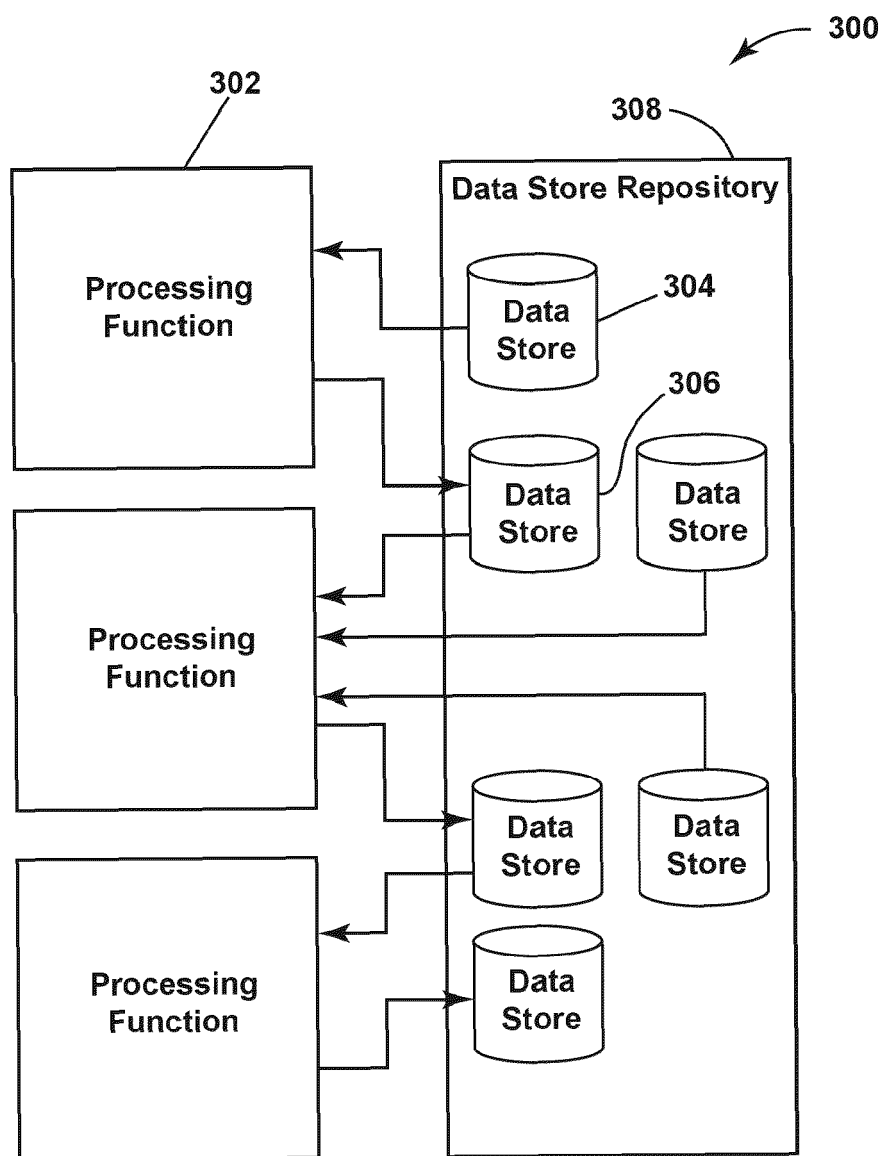 300
302
308
Data Store Repository
Processing
Function
Data
Store
304
306
Data
Store
Data
Store
Processing
Function
Data
Store
Data
Store
Processing
Function
Data
Store